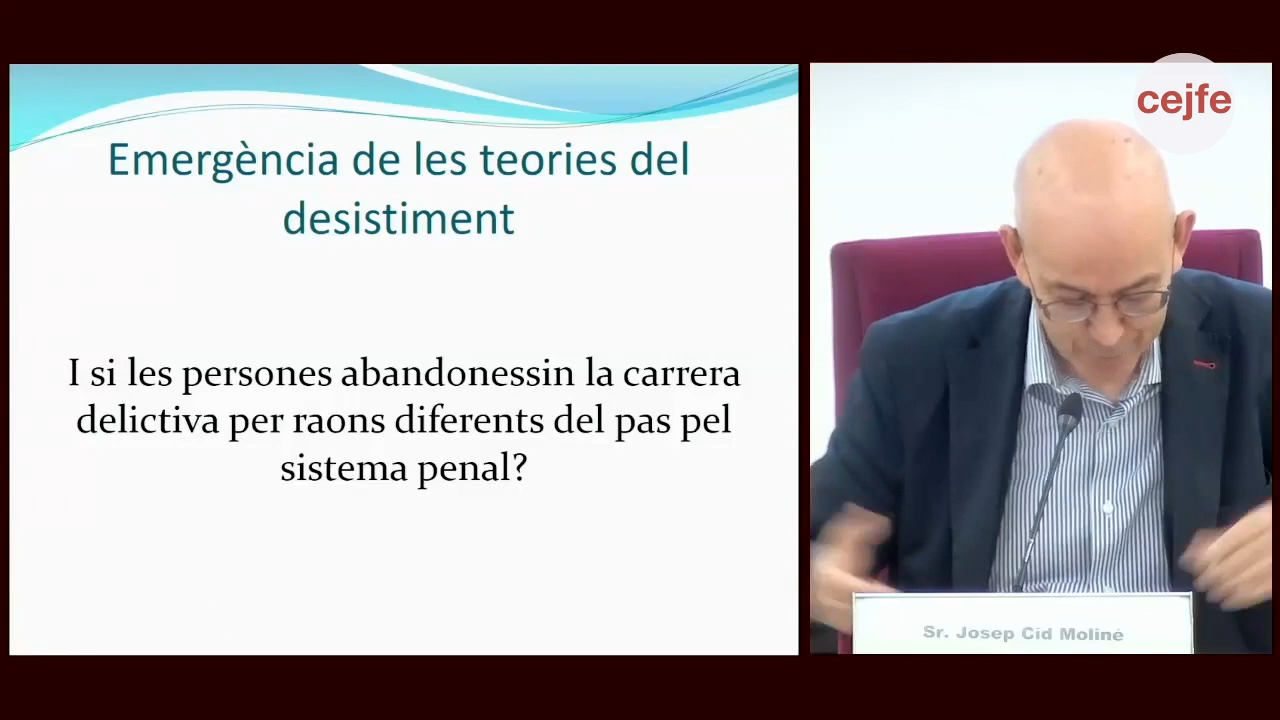 Emergència de les teories del
desistiment
I si les persones abandonessin la carrera
delictiva per raons diferents del pas pel
sistema penal?
cejfe
Sr. Josep Cid Moliné